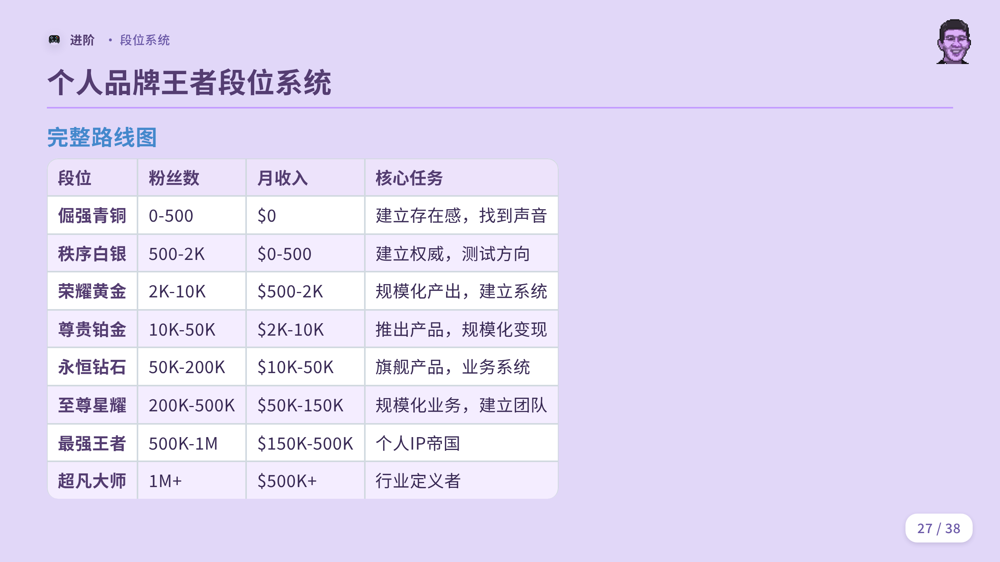 进阶 · 段位系统
个人品牌王者段位系统
完整路线图
段位 粉丝数 月收入 核心任务
倔强青铜 0-500 $0 建立存在感，找到声音
秩序白银 500-2K $0-500 建立权威，测试方向
荣耀黄金 2K-10K $500-2K 规模化产出，建立系统
尊贵铂金 10K-50K $2K-10K 推出产品，规模化变现
永恒钻石 50K-200K $10K-50K 旗舰产品，业务系统
至尊星耀 200K-500K $50K-150K 规模化业务，建立团队
最强王者 500K-1M $150K-500K 个人IP帝国
超凡大师 1M+ $500K+ 行业定义者
27 / 38